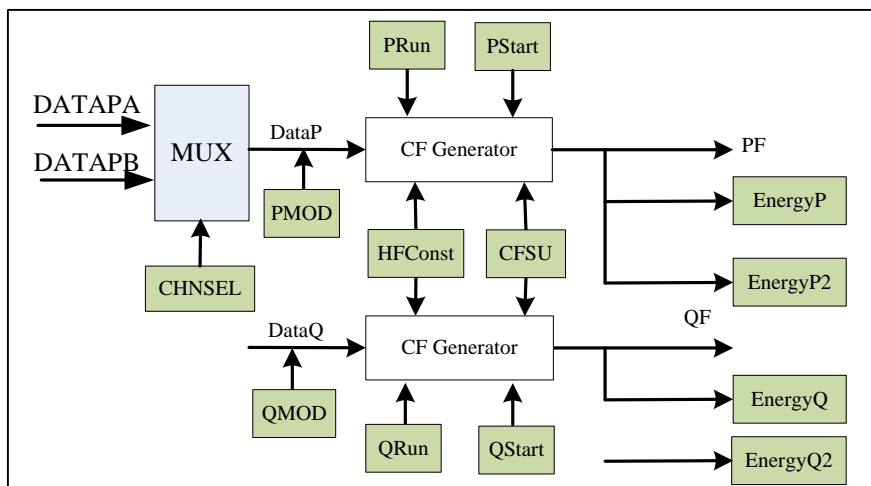 PRun
PStart
DATAPA
DATAPB
MUX
DataP
CF Generator
PF
PMOD
EnergyP
CHNSEL
HFConst
CFSU
EnergyP2
DataQ
CF Generator
QF
QMOD
EnergyQ
QRun
QStart
EnergyQ2